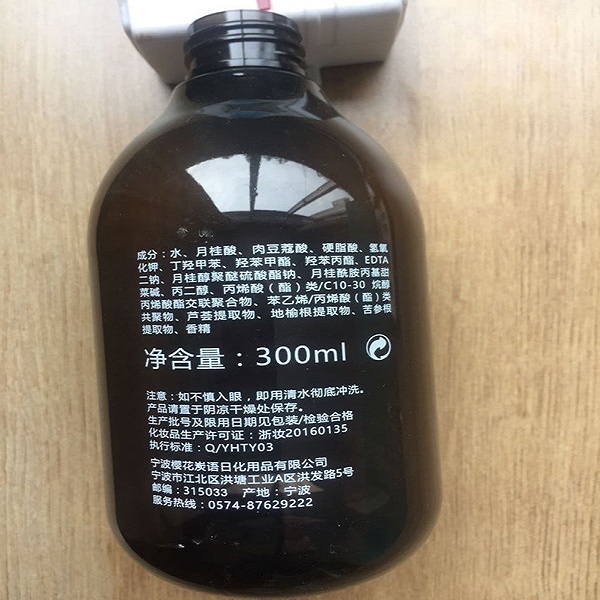 成分：水、月桂酸、肉豆蔻酸、硬脂酸、氢氧
化钾、丁羟甲苯、羟苯甲酯、羟苯丙酯、EDTA
二钠、月桂醇聚醚硫酸酯钠、月桂酰胺丙基甜
菜碱、丙二醇、丙烯酸（酯）类/C10-30 烷醇
丙烯酸酯交联聚合物、苯乙烯/丙烯酸（酯）类
共聚物、芦荟提取物、地榆根提取物、苦参根
提取物、香精
净含量：300ml
注意：如不慎入眼，即用清水彻底冲洗。
产品请置于阴凉干燥处保存。
生产批号及限用日期见包装/检验合格
化妆品生产许可证：浙妆20160135
执行标准：Q/YHTY03
宁波樱花炭语日化用品有限公司
宁波市江北区洪塘工业A区洪发路5号
邮编：315033 产地：宁波
服务热线：0574-87629222